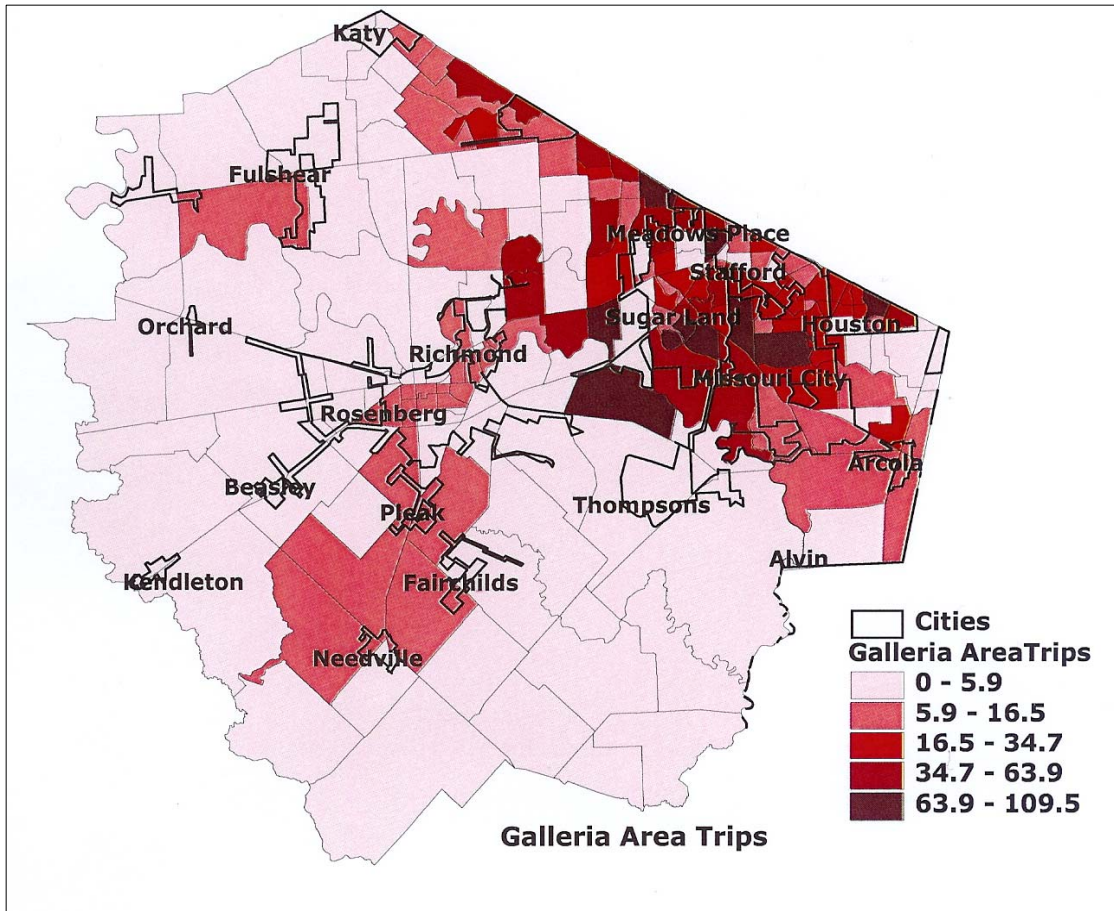 Katy
Fulshear
Meadows Place
Stafford
Orchard
Sugar Land
Houston
Richmond
Missouri City
Rosenberg
Arcola
Beasley
Thompsons
Pleak
Alvin
Kendleton
Fairchilds
Needville
Cities
Galleria AreaTrips
0 - 5.9
5.9 - 16.5
16.5 - 34.7
34.7 - 63.9
63.9 - 109.5
Galleria Area Trips